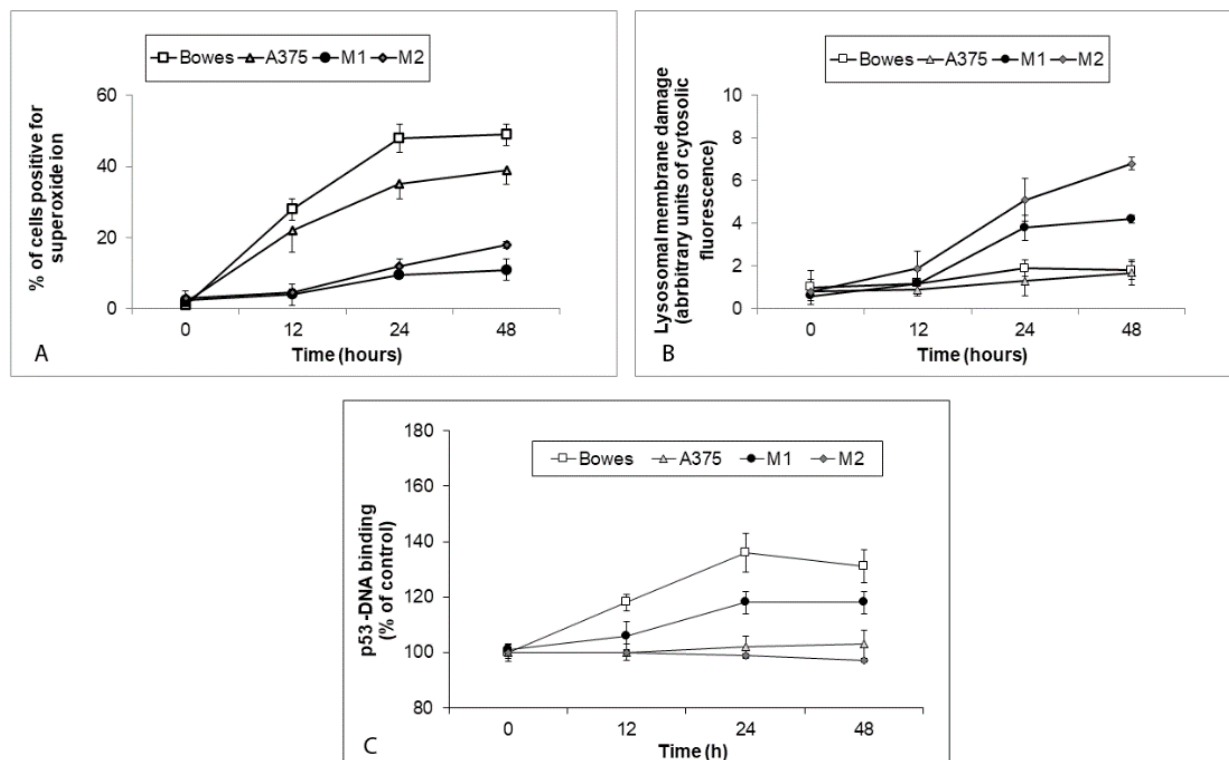 Bowes A375 M1 M2
% of cells positive for
superoxide ion
60
40
20
0
0 12 24 48
Time (hours)
A
Bowes A375 M1 M2
Lysosomal membrane damage
(abrbitrary units of cytosolic
fluorescence)
10
8
6
4
2
0
0 12 24 48
Time (hours)
B
Bowes A375 M1 M2
p53 -DNA binding
(% of control)
180
160
140
120
100
80
0 12 24 48
Time (h)
C